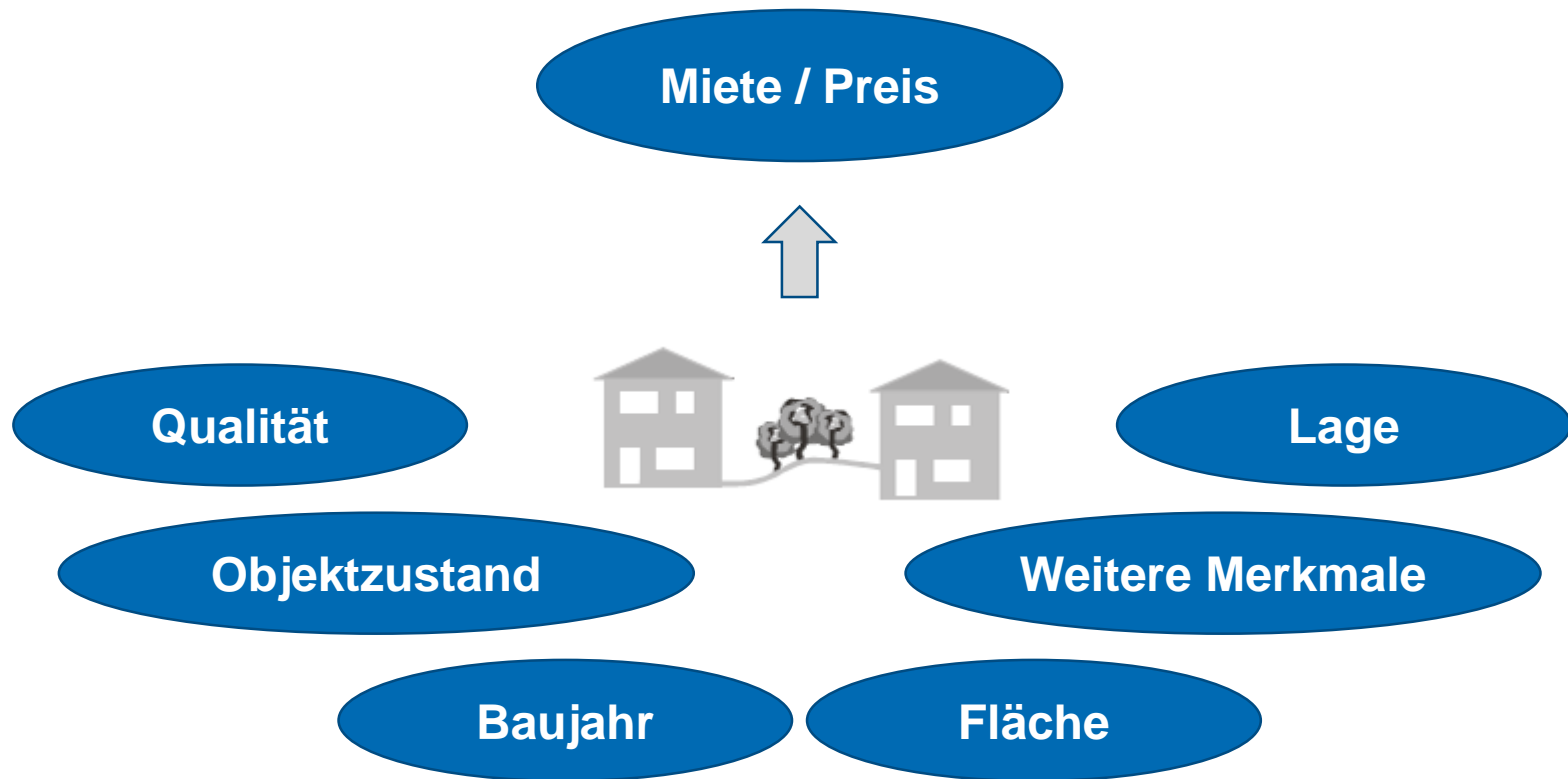 Miete / Preis
Qualität
Lage
Objektzustand
Weitere Merkmale
Baujahr
Fläche